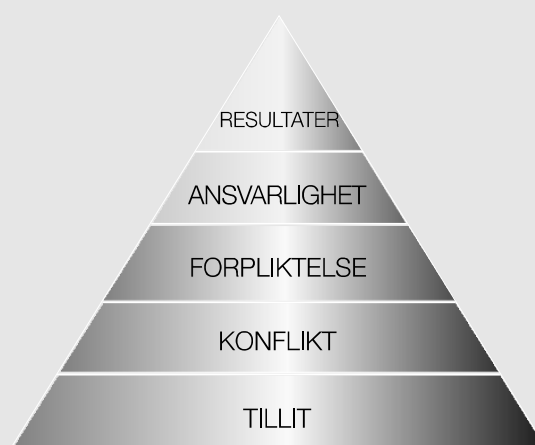 RESULTATER
ANSVARLIGHET
FORPLIKTELSE
KONFLIKT
TILLIT